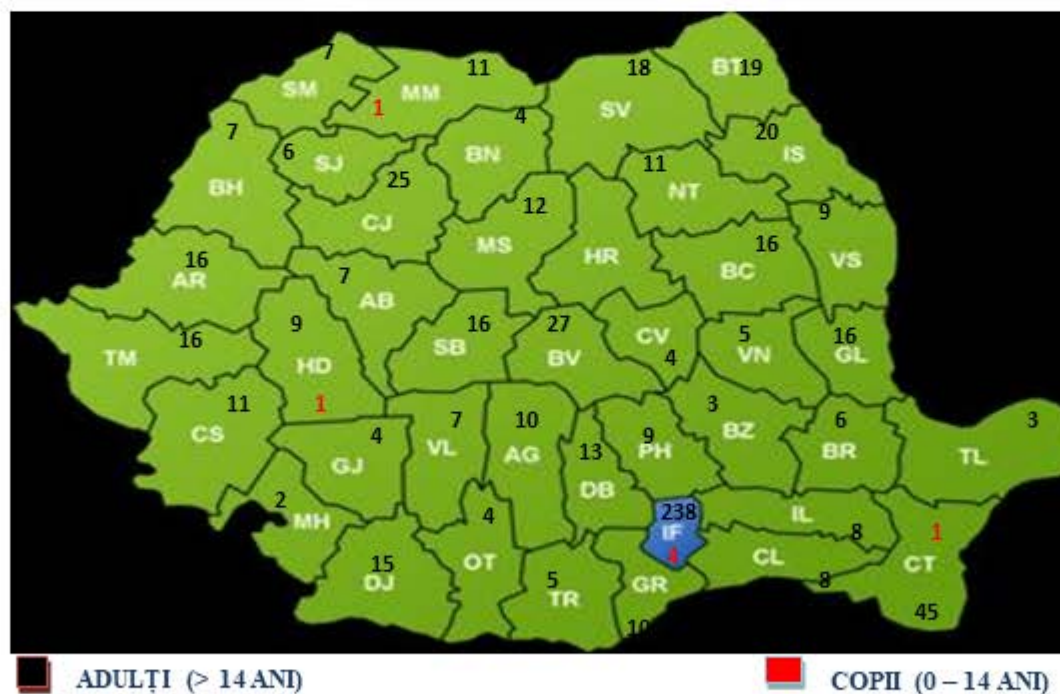 7
SM
11
MM
1
18
SV
BT19
20
IS
7
BH
6
SJ
4
BN
25
CJ
12
MS
HR
11
NT
9
VS
16
BC
16
AR
7
AB
16
TM
9
HD
1
16
SB
27
BV
CV
4
5
VN
16
GL
11
CS
4
GJ
7
VL
10
AG
13
DB
9
PH
3
BZ
6
BR
3
TL
2
MH
15
DJ
4
OT
5
TR
238
IF
4
GR
10
IL
8
CL
8
1
CT
45
ADULȚI (> 14 ANI)
COPII (0 – 14 ANI)